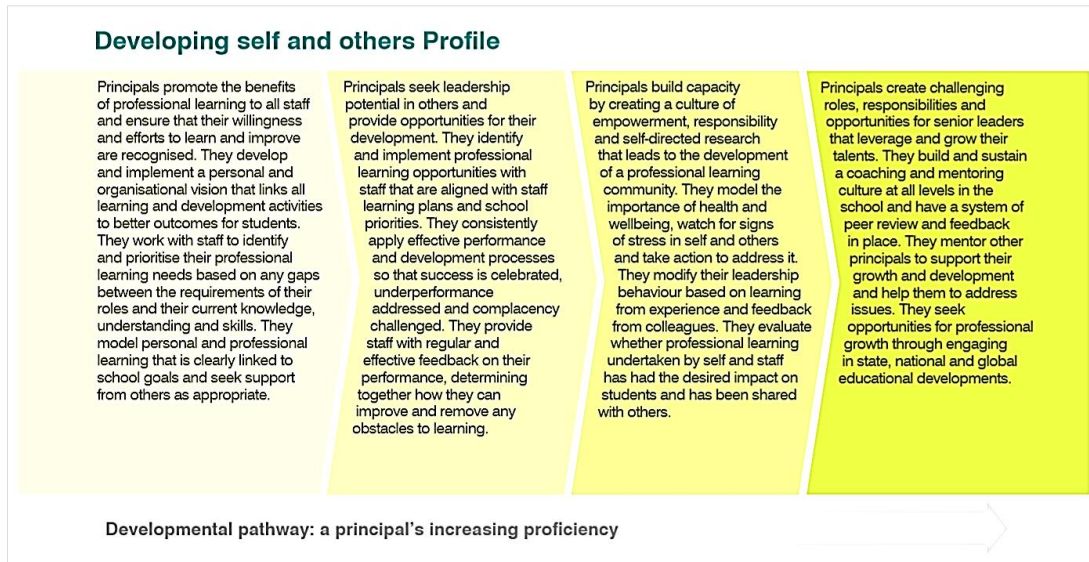 Developing self and others Profile
Principals promote the benefits
of professional learning to all staff
and ensure that their willingness
and efforts to learn and improve
are recognised. They develop
and implement a personal and
organisational vision that links all
learning and development activities
to better outcomes for students.
They work with staff to identify
and prioritise their professional
learning needs based on any gaps
between the requirements of their
roles and their current knowledge,
understanding and skills. They
model personal and professional
learning that is clearly linked to
school goals and seek support
from others as appropriate.
Principals seek leadership
potential in others and
provide opportunities for their
development. They identify
and implement professional
learning opportunities with
staff that are aligned with staff
learning plans and school
priorities. They consistently
apply effective performance
and development processes
so that success is celebrated,
underperformance
addressed and complacency
challenged. They provide
staff with regular and
effective feedback on their
performance, determining
together how they can
improve and remove any
obstacles to learning.
Principals build capacity
by creating a culture of
empowerment, responsibility
and self-directed research
that leads to the development
of a professional learning
community. They model the
importance of health and
wellbeing, watch for signs
of stress in self and others
and take action to address it.
They modify their leadership
behaviour based on learning
from experience and feedback
from colleagues. They evaluate
whether professional learning
undertaken by self and staff
has had the desired impact on
students and has been shared
with others.
Principals create challenging
roles, responsibilities and
opportunities for senior leaders
that leverage and grow their
talents. They build and sustain
a coaching and mentoring
culture at all levels in the
school and have a system of
peer review and feedback
in place. They mentor other
principals to support their
growth and development
and help them to address
issues. They seek
opportunities for professional
growth through engaging
in state, national and global
educational developments.
Developmental pathway: a principal's increasing proficiency